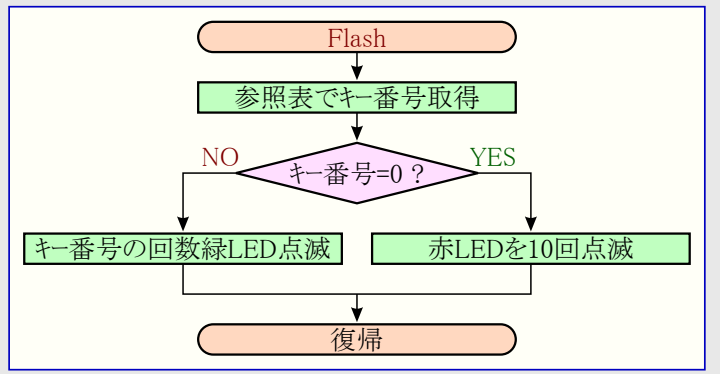 Flash
参照表でキー番号取得
キー番号=0 ?
NO
YES
キー番号の回数緑LED点滅
赤LEDを10回点滅
復帰